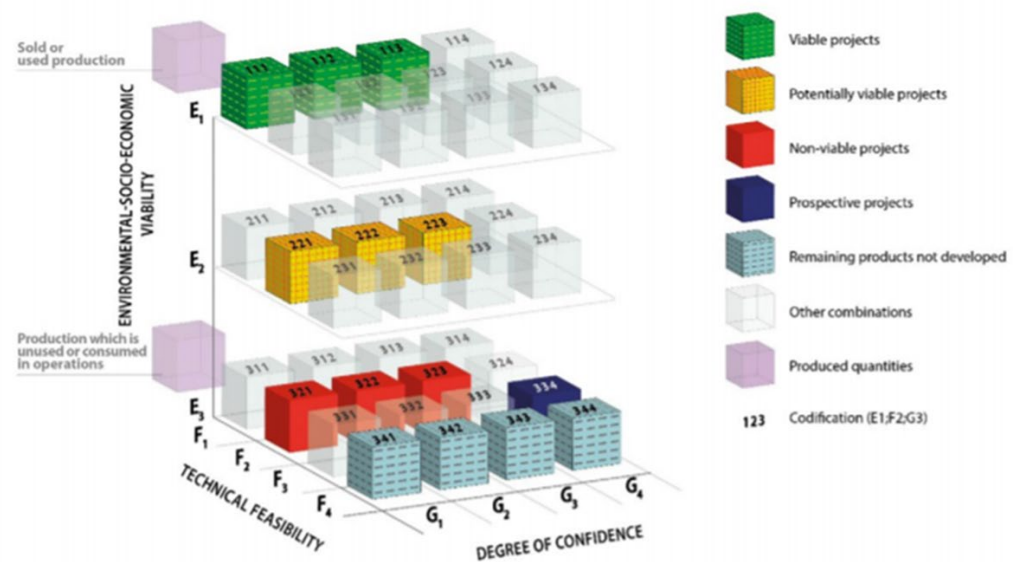 Sold or
used production
ENVIRONMENTAL-SOCIO-ECONOMIC
VIABILITY
E1
111
112
113
114
123
124
133
134
E2
211
212
213
214
221
222
223
224
231
232
233
234
Production which is
unused or consumed
in operations
E3
311
312
313
314
321
322
323
324
331
332
333
334
341
342
343
344
F1
F2
F3
F4
TECHNICAL FEASIBILITY
G1
G2
G3
G4
DEGREE OF CONFIDENCE
Viable projects
Potentially viable projects
Non-viable projects
Prospective projects
Remaining products not developed
Other combinations
Produced quantities
123 Codification (E1;F2;G3)